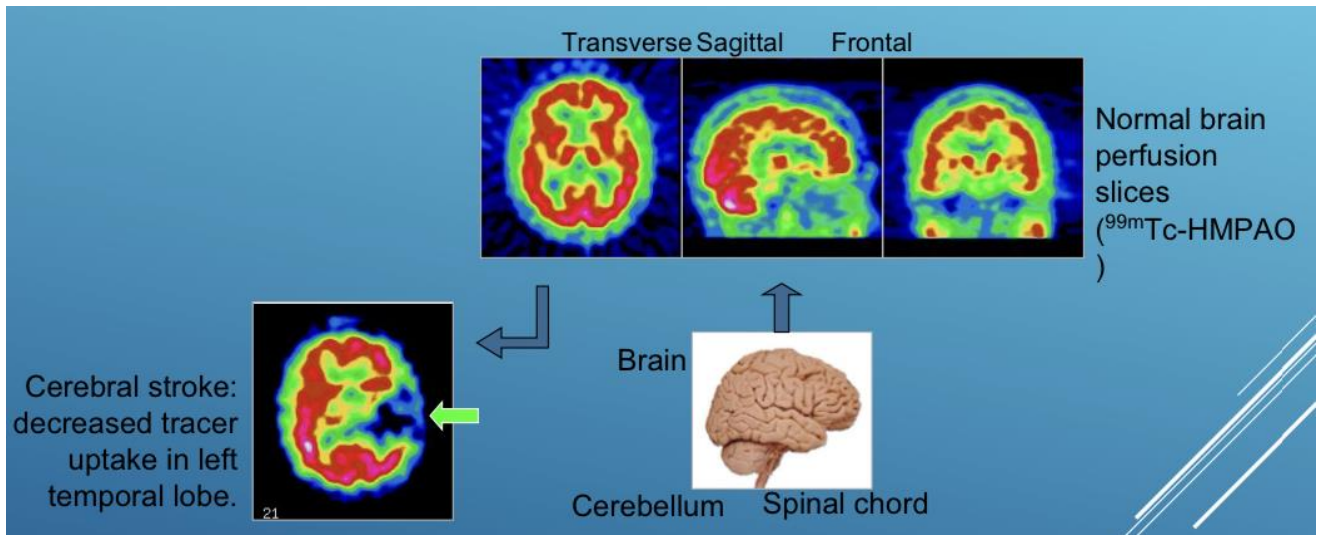 Transverse Sagittal Frontal
Normal brain
perfusion
slices
(99mTc-HMPAO
)
Brain
Cerebral stroke:
decreased tracer
uptake in left
temporal lobe.
21
Cerebellum Spinal chord